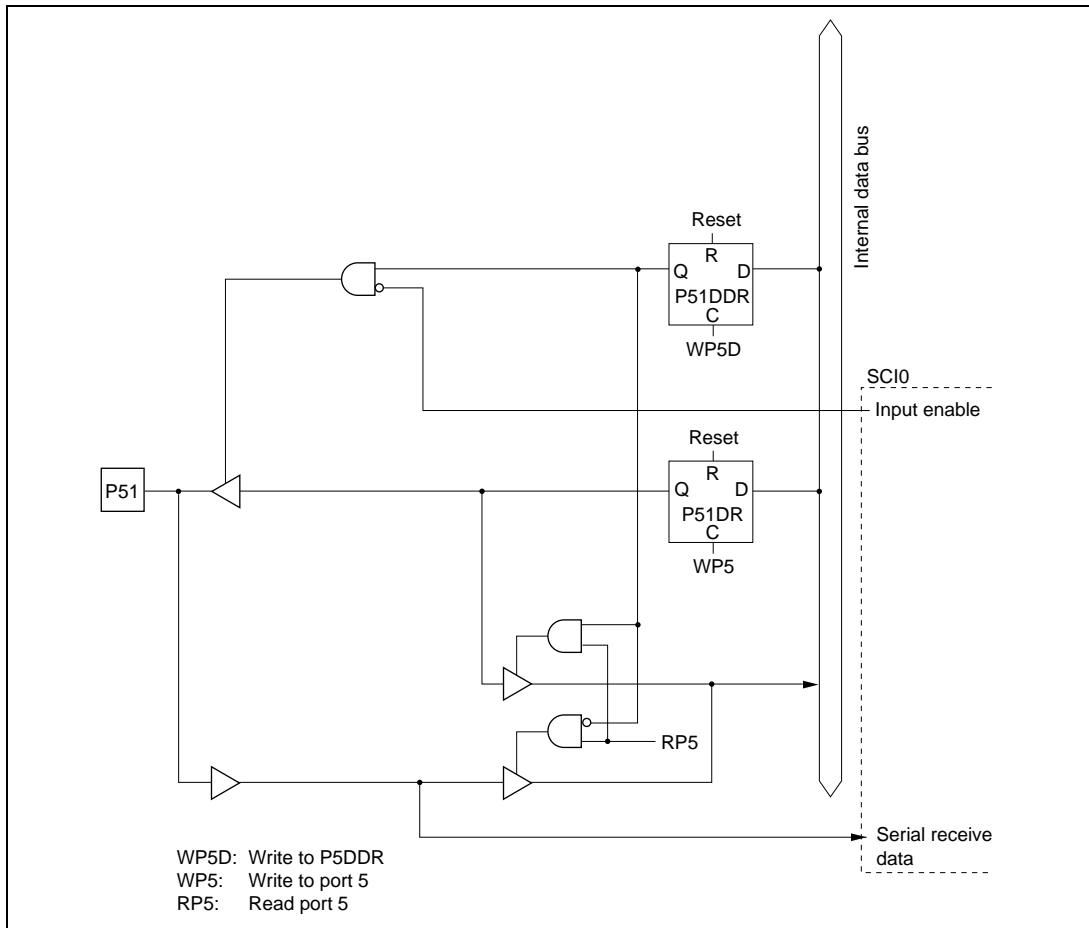 Internal data bus
Reset
R
Q D
P51DDR
C
WP5D
SCI0
Input enable
Reset
R
P51
Q D
P51DR
C
WP5
RP5
Serial receive
data
WP5D: Write to P5DDR
WP5: Write to port 5
RP5: Read port 5